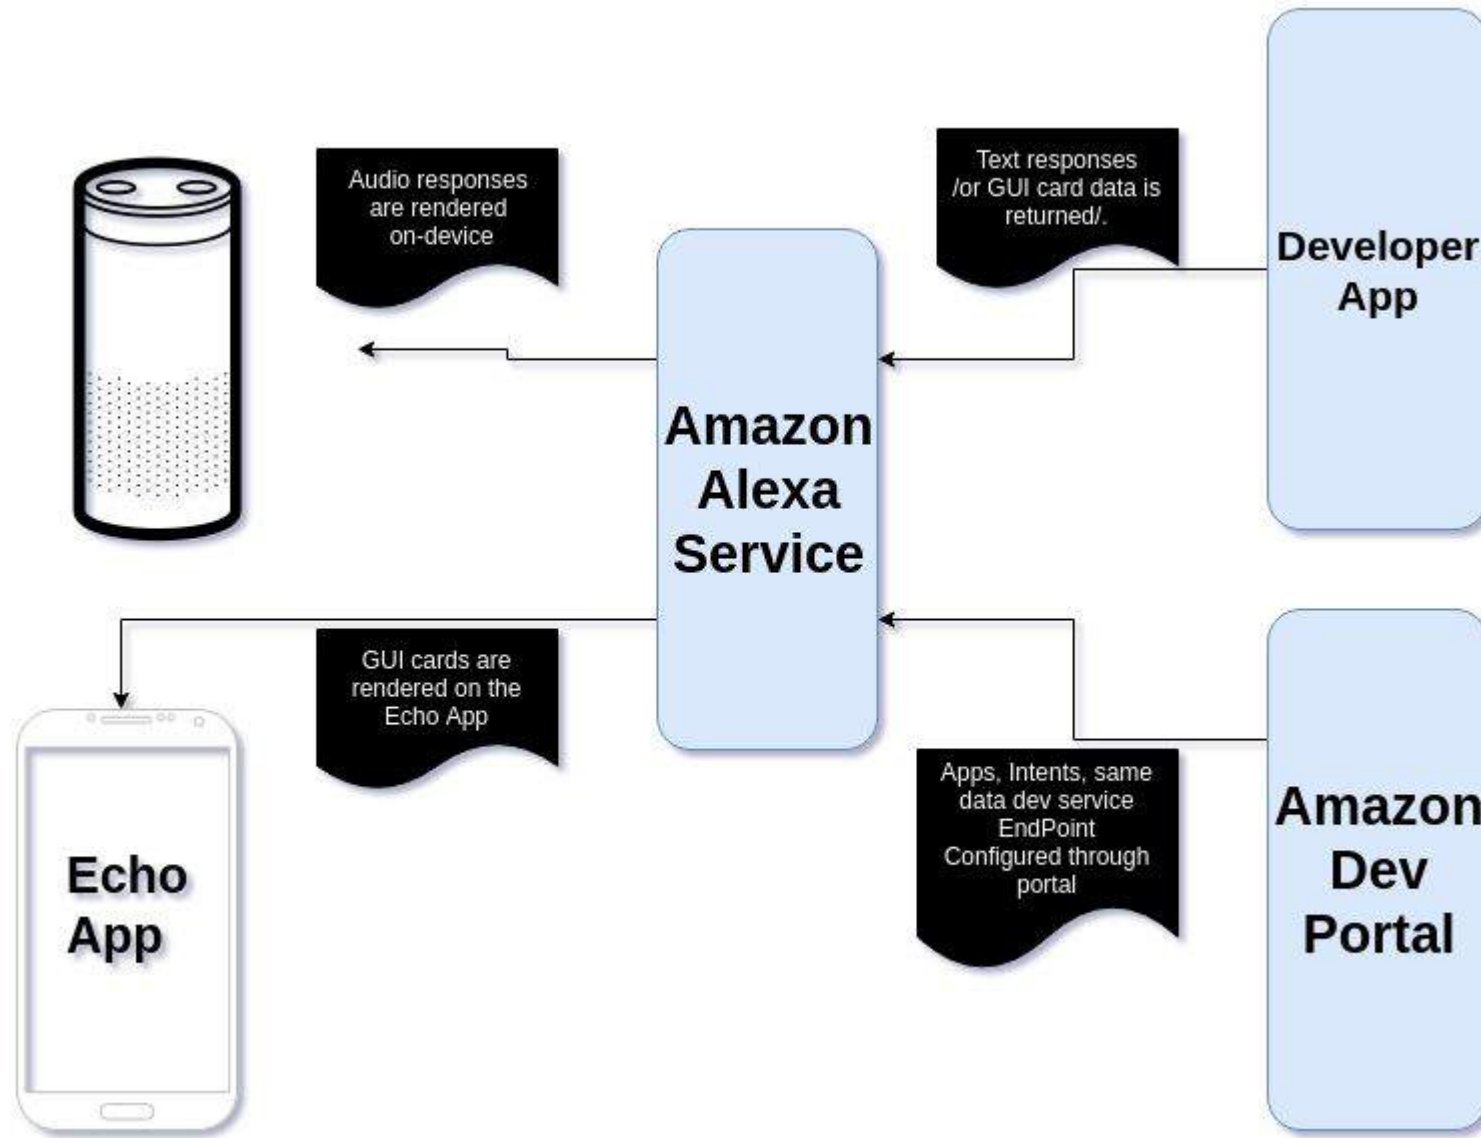 Audio responses
are rendered
on-device
Text responses
/or GUI card data is
returned/.
Developer
App
Amazon
Alexa
Service
GUI cards are
rendered on the
Echo App
Echo
App
Apps, Intents, same
data dev service
EndPoint
Configured through
portal
Amazon
Dev
Portal